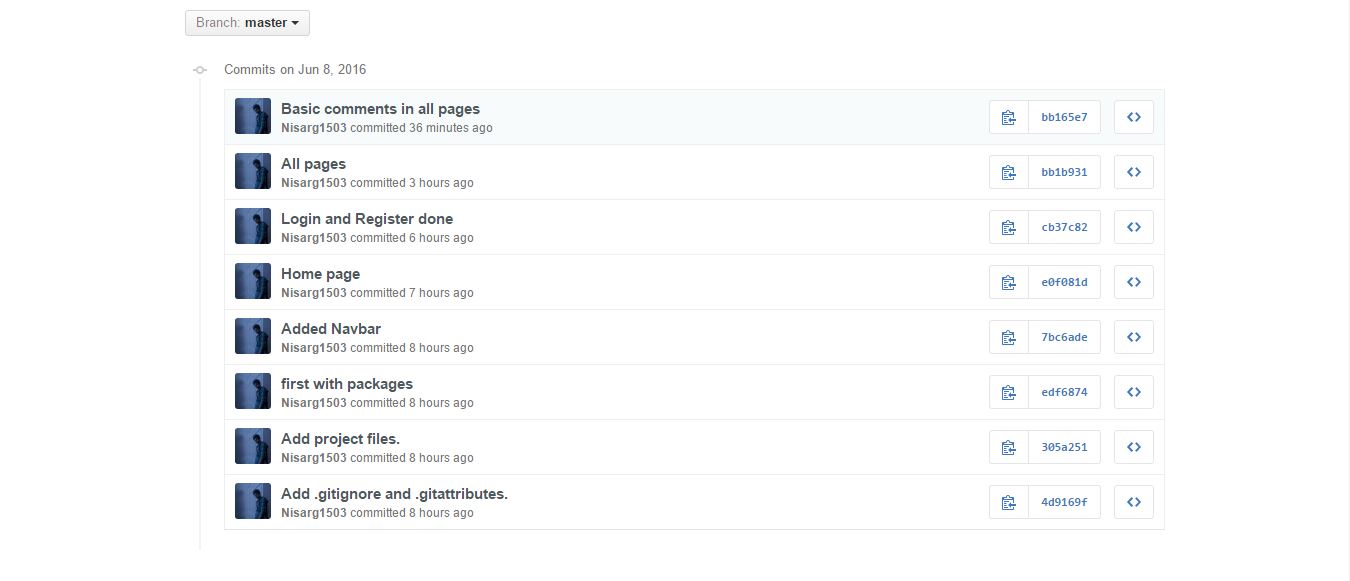 Branch: master
Commits on Jun 8, 2016
Basic comments in all pages
Nisarg1503 committed 36 minutes ago
bb165e7
All pages
Nisarg1503 committed 3 hours ago
bb1b931
Login and Register done
Nisarg1503 committed 6 hours ago
cb37c82
Home page
Nisarg1503 committed 7 hours ago
e0f081d
Added Navbar
Nisarg1503 committed 8 hours ago
7bc6ade
first with packages
Nisarg1503 committed 8 hours ago
edf6874
Add project files.
Nisarg1503 committed 8 hours ago
305a251
Add .gitignore and .gitattributes.
Nisarg1503 committed 8 hours ago
4d9169f